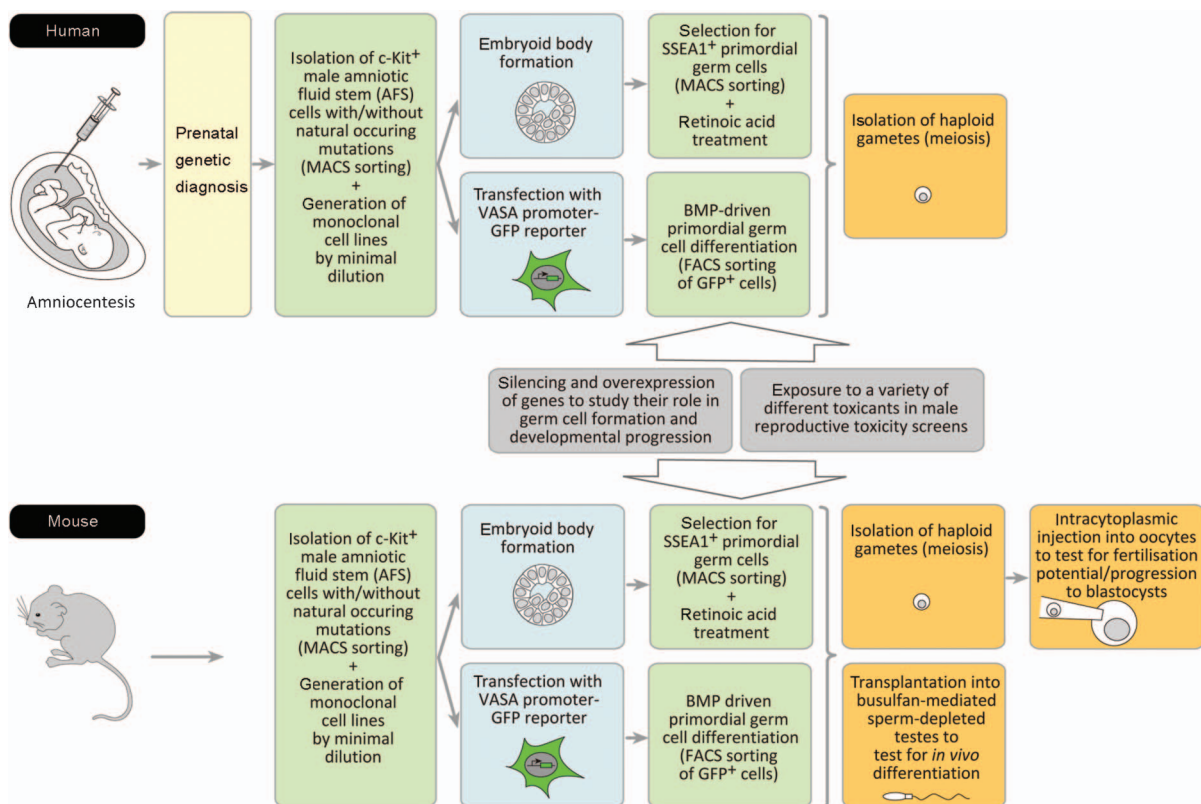 Human
Amniocentesis
Prenatal
genetic
diagnosis
Isolation of c-Kit⁺
male amniotic
fluid stem (AFS)
cells with/without
natural occuring
mutations
(MACS sorting)
+
Generation of
monoclonal
cell lines
by minimal
dilution
Embryoid body
formation
Transfection with
VASA promoter-
GFP reporter
Selection for
SSEA1⁺ primordial
germ cells
(MACS sorting)
+
Retinoic acid
treatment
BMP-driven
primordial germ
cell differentiation
(FACS sorting
of GFP⁺ cells)
Isolation of haploid
gametes (meiosis)
Silencing and overexpression
of genes to study their role in
germ cell formation and
developmental progression
Exposure to a variety of
different toxicants in male
reproductive toxicity screens
Mouse
Isolation of c-Kit⁺
male amniotic
fluid stem (AFS)
cells with/without
natural occuring
mutations
(MACS sorting)
+
Generation of
monoclonal
cell lines
by minimal
dilution
Embryoid body
formation
Transfection with
VASA promoter-
GFP reporter
Selection for
SSEA1⁺ primordial
germ cells
(MACS sorting)
+
Retinoic acid
treatment
BMP driven
primordial germ
cell differentiation
(FACS sorting
of GFP⁺ cells)
Isolation of haploid
gametes (meiosis)
Transplantation into
busulfan-mediated
sperm-depleted
testes to
test for in vivo
differentiation
Intracytoplasmic
injection into oocytes
to test for fertilisation
potential/progression
to blastocysts